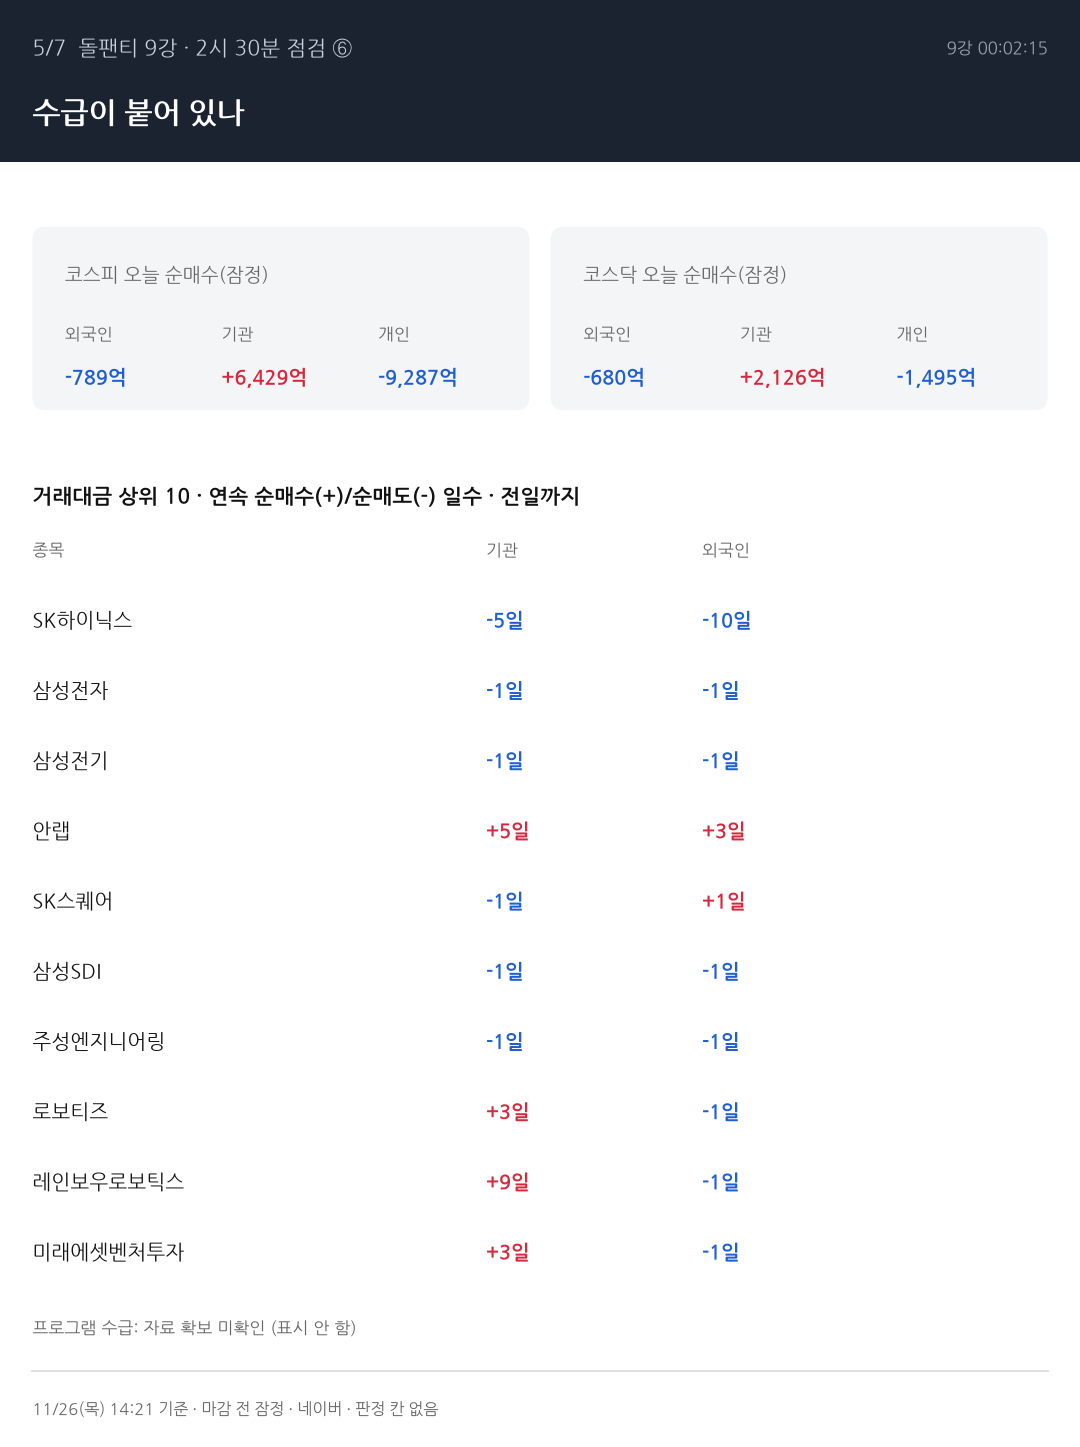 5/7 돌팬티 9강 · 2시 30분 점검 ⑥
9강 00:02:15
수급이 붙어 있나
코스피 오늘 순매수(잠정)
외국인 기관 개인
-789억 +6,429억 -9,287억
코스닥 오늘 순매수(잠정)
외국인 기관 개인
-680억 +2,126억 -1,495억
거래대금 상위 10 · 연속 순매수(+)/순매도(-) 일수 · 전일까지
종목 기관 외국인
SK하이닉스 -5일 -10일
삼성전자 -1일 -1일
삼성전기 -1일 -1일
안랩 +5일 +3일
SK스퀘어 -1일 +1일
삼성SDI -1일 -1일
주성엔지니어링 -1일 -1일
로보티즈 +3일 -1일
레인보우로보틱스 +9일 -1일
미래에셋벤처투자 +3일 -1일
프로그램 수급: 자료 확보 미확인 (표시 안 함)
11/26(목) 14:21 기준 · 마감 전 잠정 · 네이버 · 판정 칸 없음